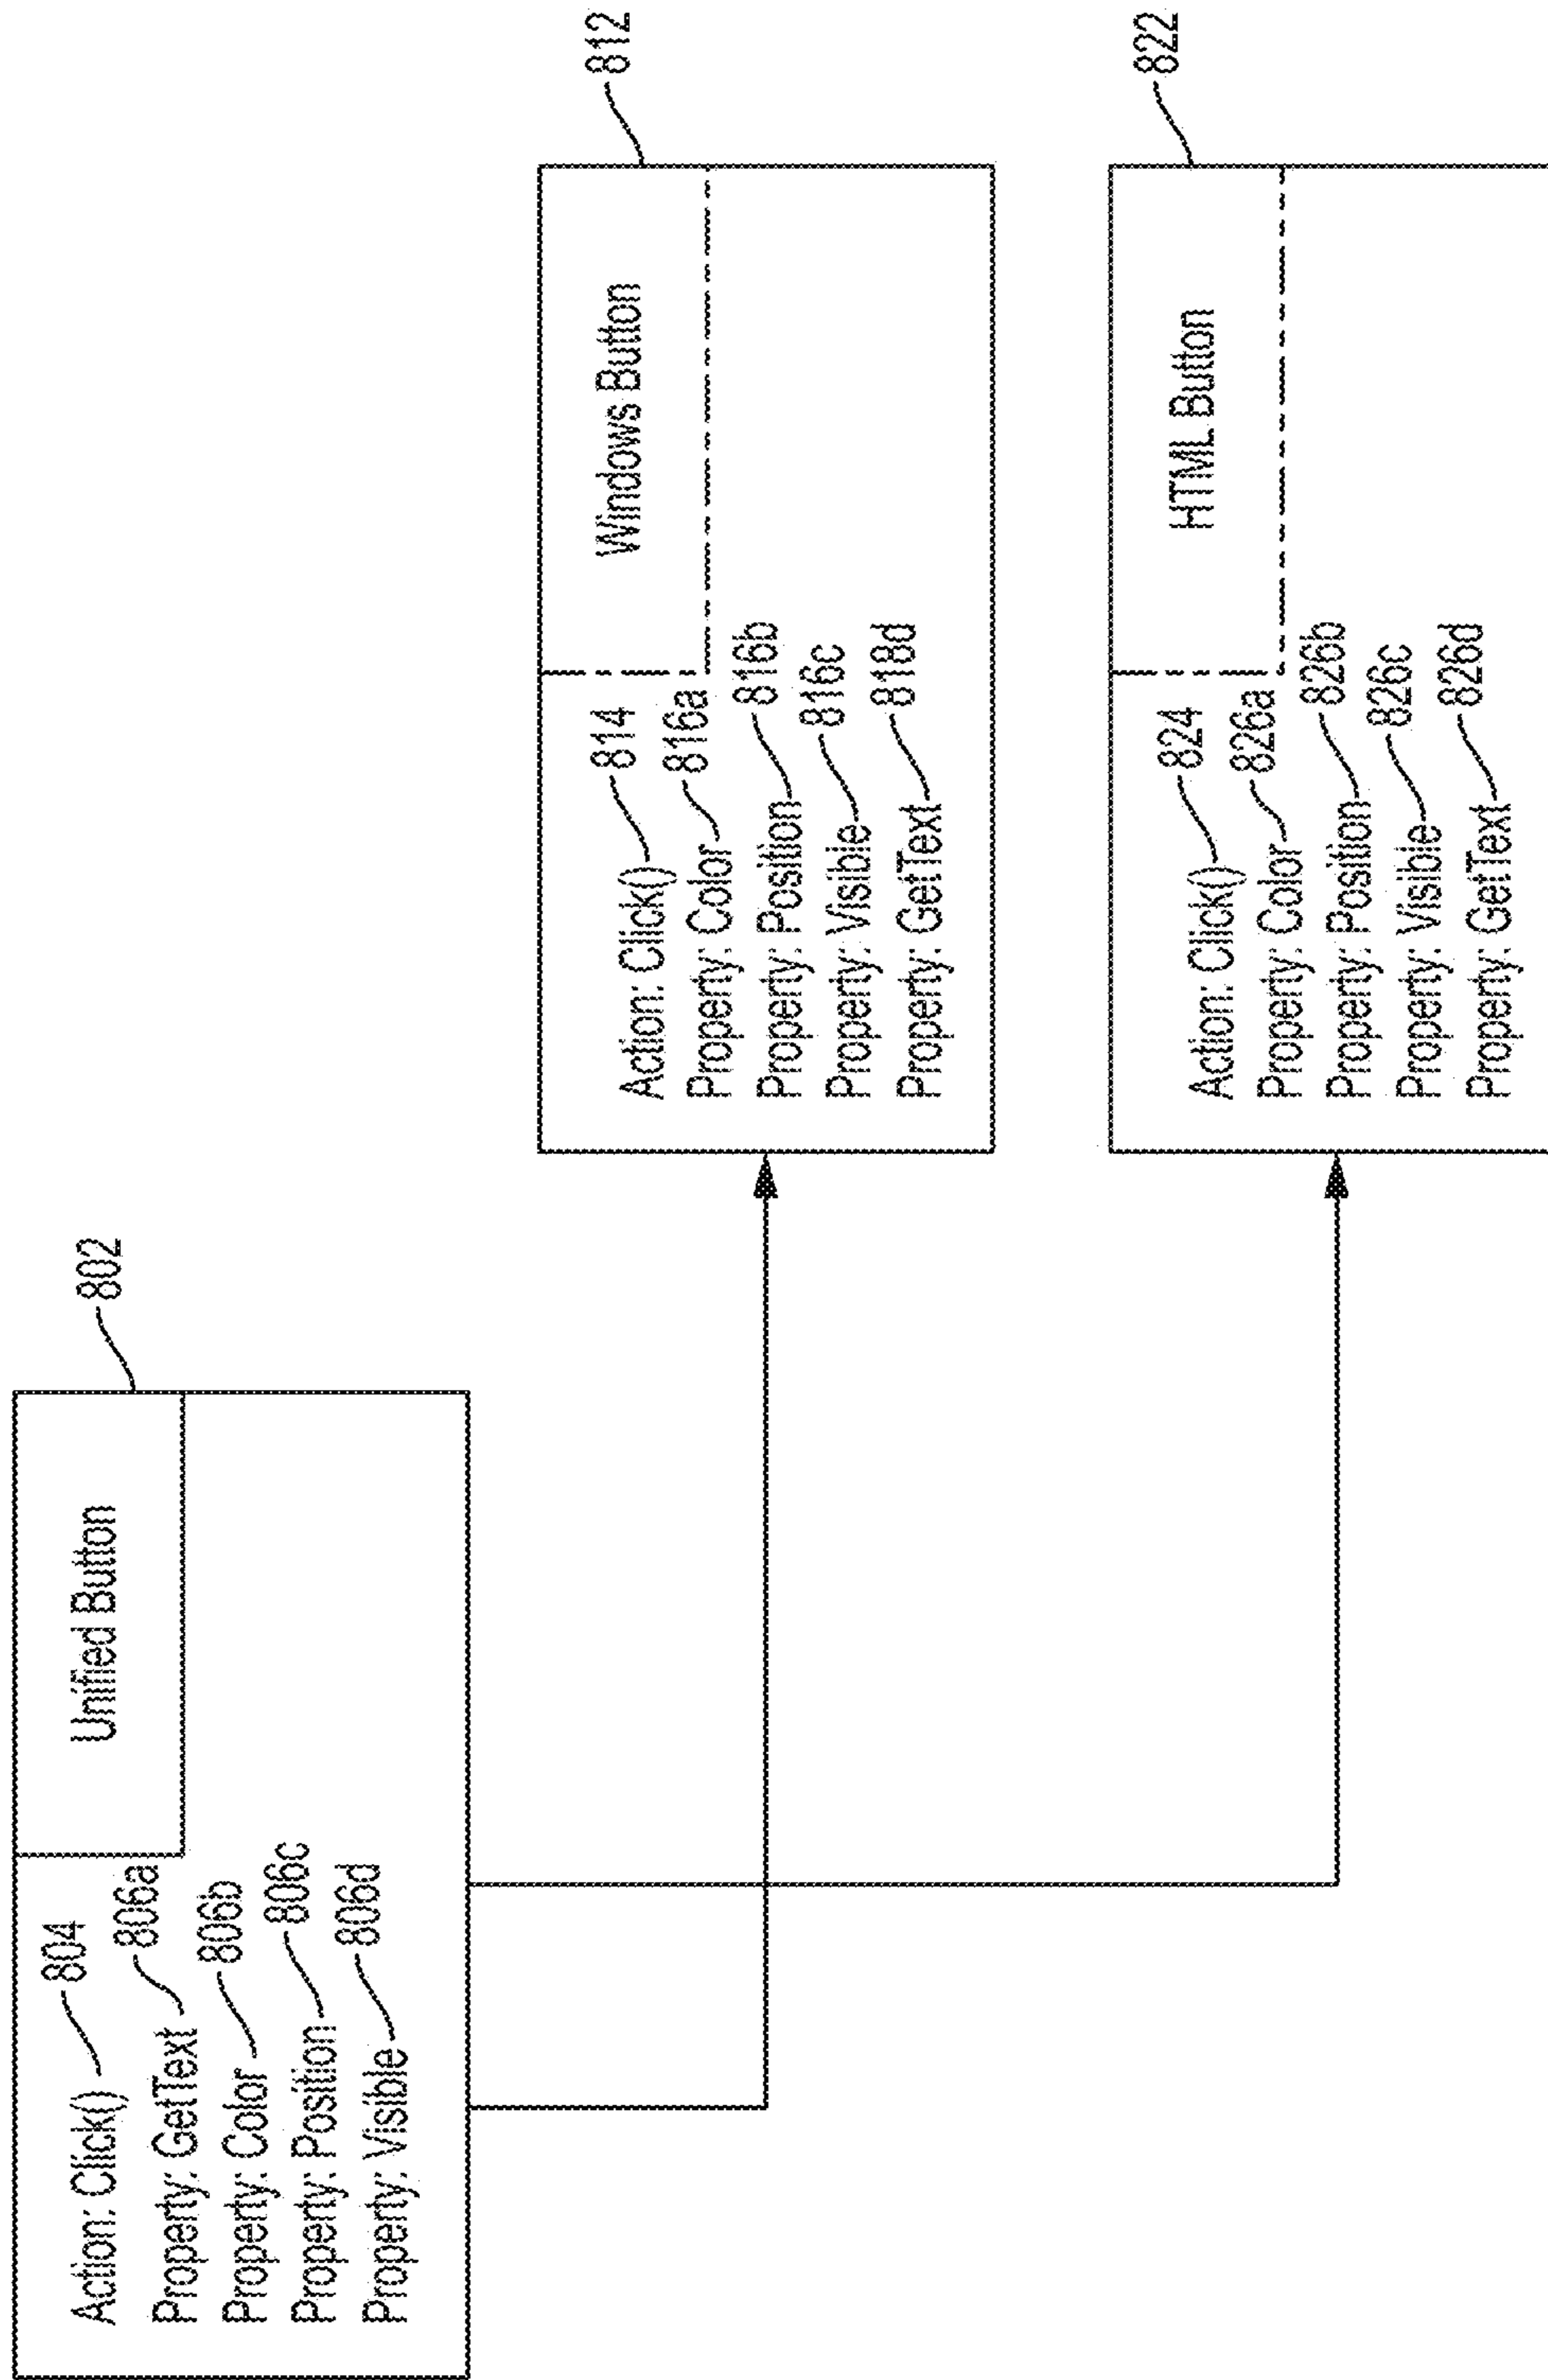 Unified Button
802
Action: Click() 804
Property: GetText 806a
Property: Color 806b
Property: Position 806c
Property: Visible 806d
Windows Button
812
Action: Click() 814
Property: Color 816a
Property: Position 816b
Property: Visible 816c
Property: GetText 818d
HTML Button
822
Action: Click() 824
Property: Color 826a
Property: Position 826b
Property: Visible 826c
Property: GetText 826d